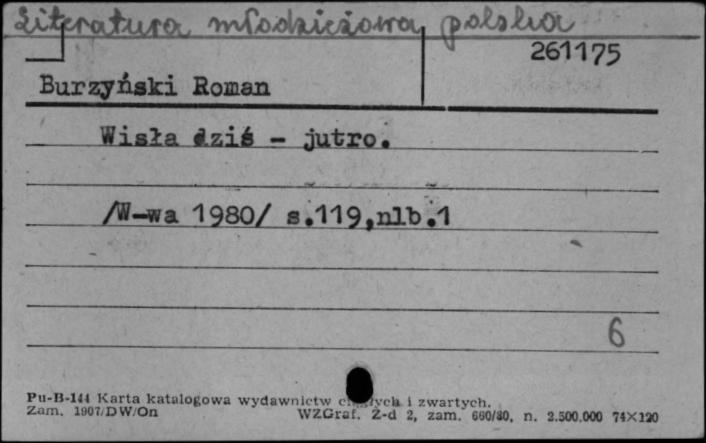 Literatura młodzieżowa polska
261175
Burzyński Roman
Wisła dziś - jutro.
/W-wa 1980/ s.119,nlb.1
6
Pu-B-144 Karta katalogowa wydawnictw ciągłych i zwartych.
Zam. 1907/DW/On WZGraf. Z-d 2, zam. 660/80, n. 2.500.000 74×120